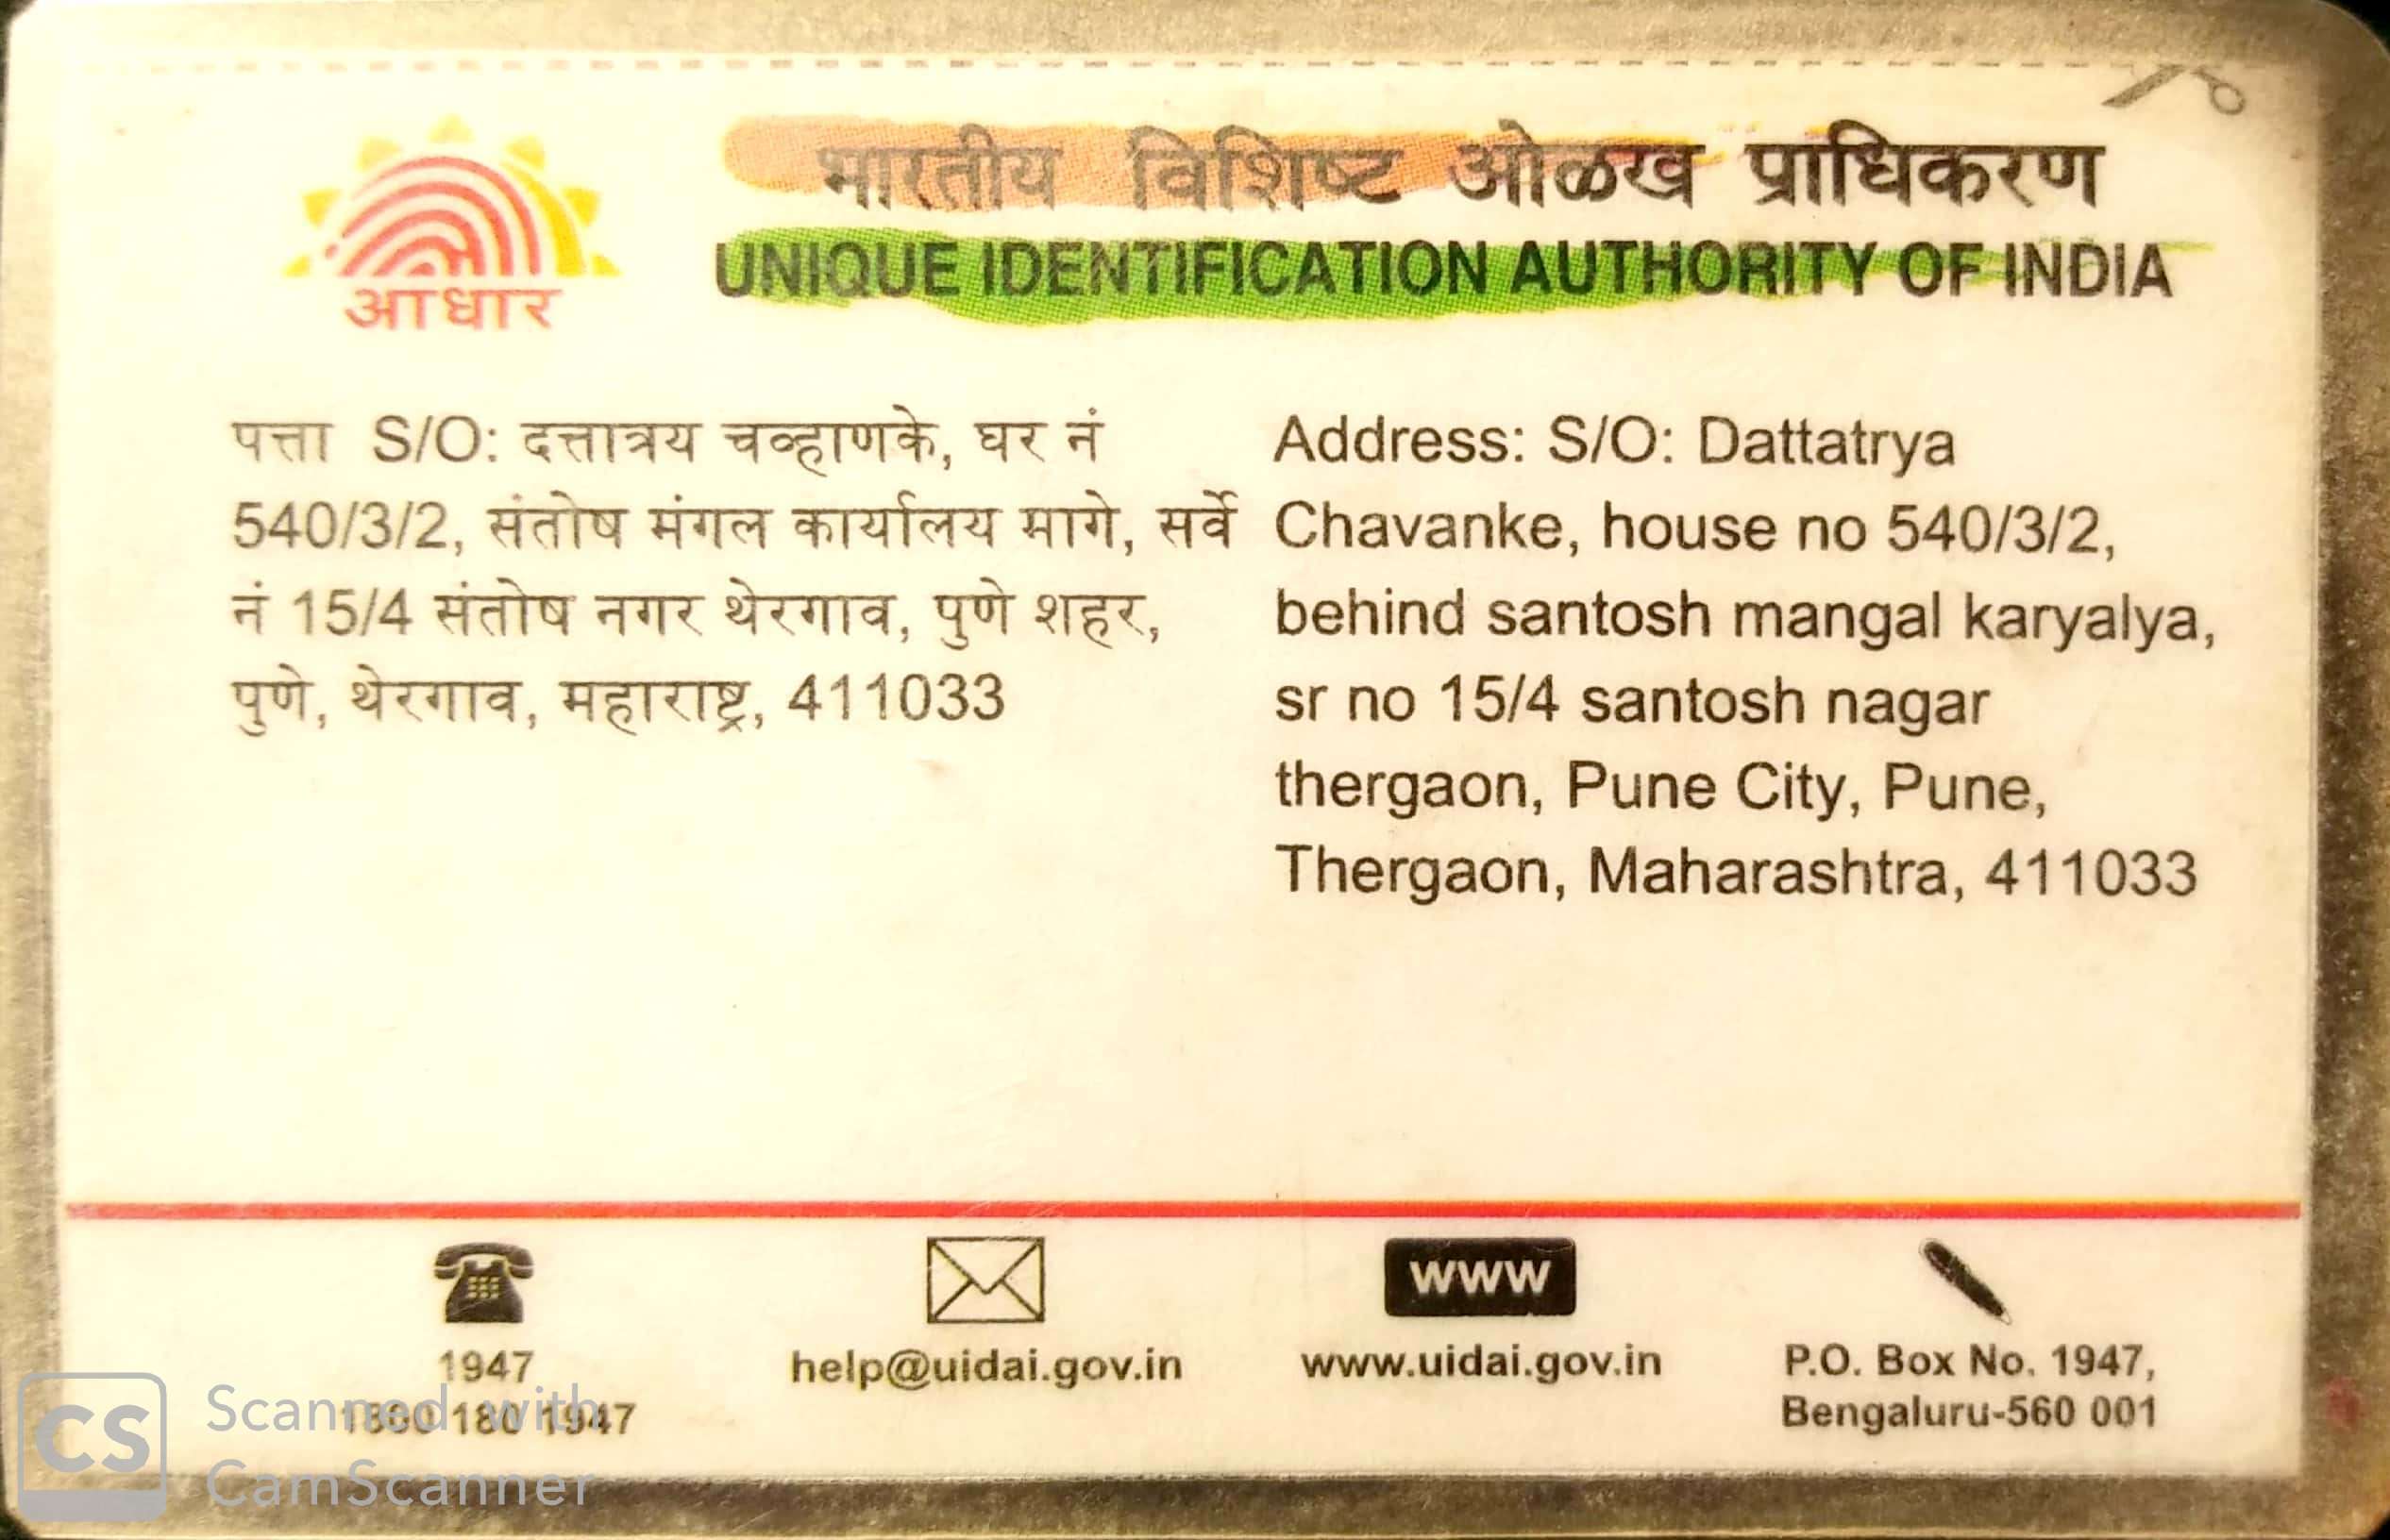 भारतीय विशिष्ट ओळख प्राधिकरण
UNIQUE IDENTIFICATION AUTHORITY OF INDIA
आधार
पत्ता S/O: दत्तात्रय चव्हाणके, घर नं
540/3/2, संतोष मंगल कार्यालय मागे, सर्वे
नं 15/4 संतोष नगर थेरगाव, पुणे शहर,
पुणे, थेरगाव, महाराष्ट्र, 411033
Address: S/O: Dattatrya
Chavanke, house no 540/3/2,
behind santosh mangal karyalya,
sr no 15/4 santosh nagar
thergaon, Pune City, Pune,
Thergaon, Maharashtra, 411033
1947
1800 180 1947
help@uidai.gov.in
www
www.uidai.gov.in
P.O. Box No. 1947,
Bengaluru-560 001
CS
Scanned with
CamScanner